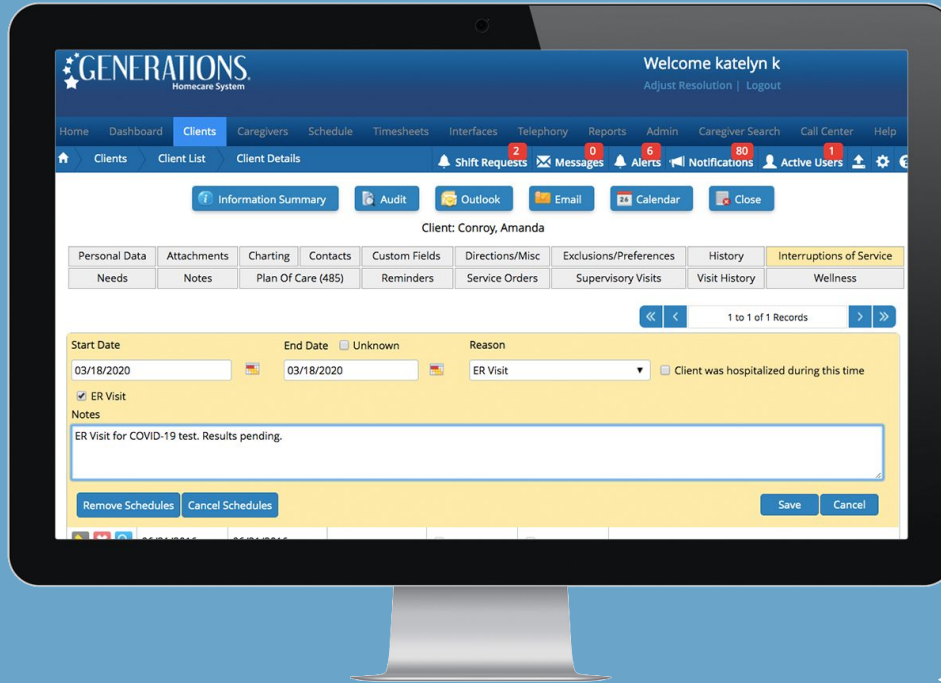 GENERATIONS.
Homecare System
Welcome katelyn k
Adjust Resolution | Logout
Home Dashboard Clients Caregivers Schedule Timesheets Interfaces Telephony Reports Admin Caregiver Search Call Center Help
Clients Client List Client Details 2 Shift Requests 0 Messages 6 Alerts 80 Notifications 1 Active Users
Information Summary Audit Outlook Email Calendar Close
Client: Conroy, Amanda
Personal Data Attachments Charting Contacts Custom Fields Directions/Misc Exclusions/Preferences History Interruptions of Service
Needs Notes Plan Of Care (485) Reminders Service Orders Supervisory Visits Visit History Wellness
1 to 1 of 1 Records
Start Date End Date Unknown Reason
03/18/2020 03/18/2020 ER Visit Client was hospitalized during this time
ER Visit
Notes
ER Visit for COVID-19 test. Results pending.
Remove Schedules Cancel Schedules Save Cancel